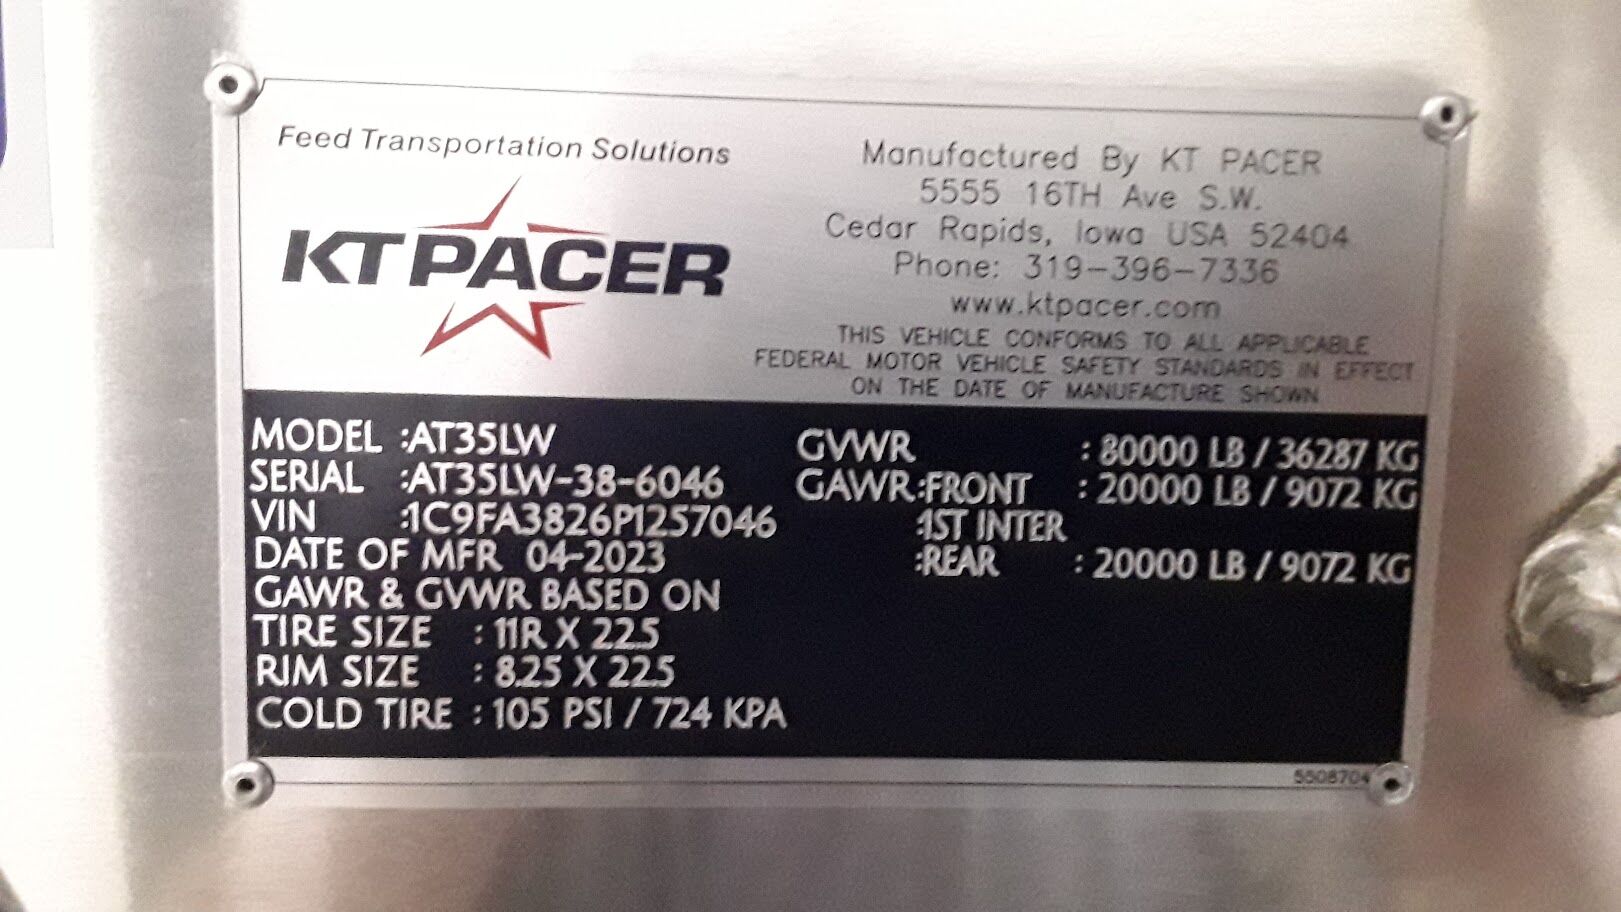 Feed Transportation Solutions
KT PACER
Manufactured By KT PACER
5555 16TH Ave S.W.
Cedar Rapids, Iowa USA 52404
Phone: 319-396-7336
www.ktpacer.com
THIS VEHICLE CONFORMS TO ALL APPLICABLE
FEDERAL MOTOR VEHICLE SAFETY STANDARDS IN EFFECT
ON THE DATE OF MANUFACTURE SHOWN
MODEL :AT35LW
SERIAL :AT35LW-38-6046
VIN :1C9FA3826P1257046
DATE OF MFR 04-2023
GAWR & GVWR BASED ON
TIRE SIZE : 11R X 22.5
RIM SIZE : 8.25 X 22.5
COLD TIRE : 105 PSI / 724 KPA
GVWR : 80000 LB / 36287 KG
GAWR:FRONT : 20000 LB / 9072 KG
:1ST INTER
:REAR : 20000 LB / 9072 KG
5508704